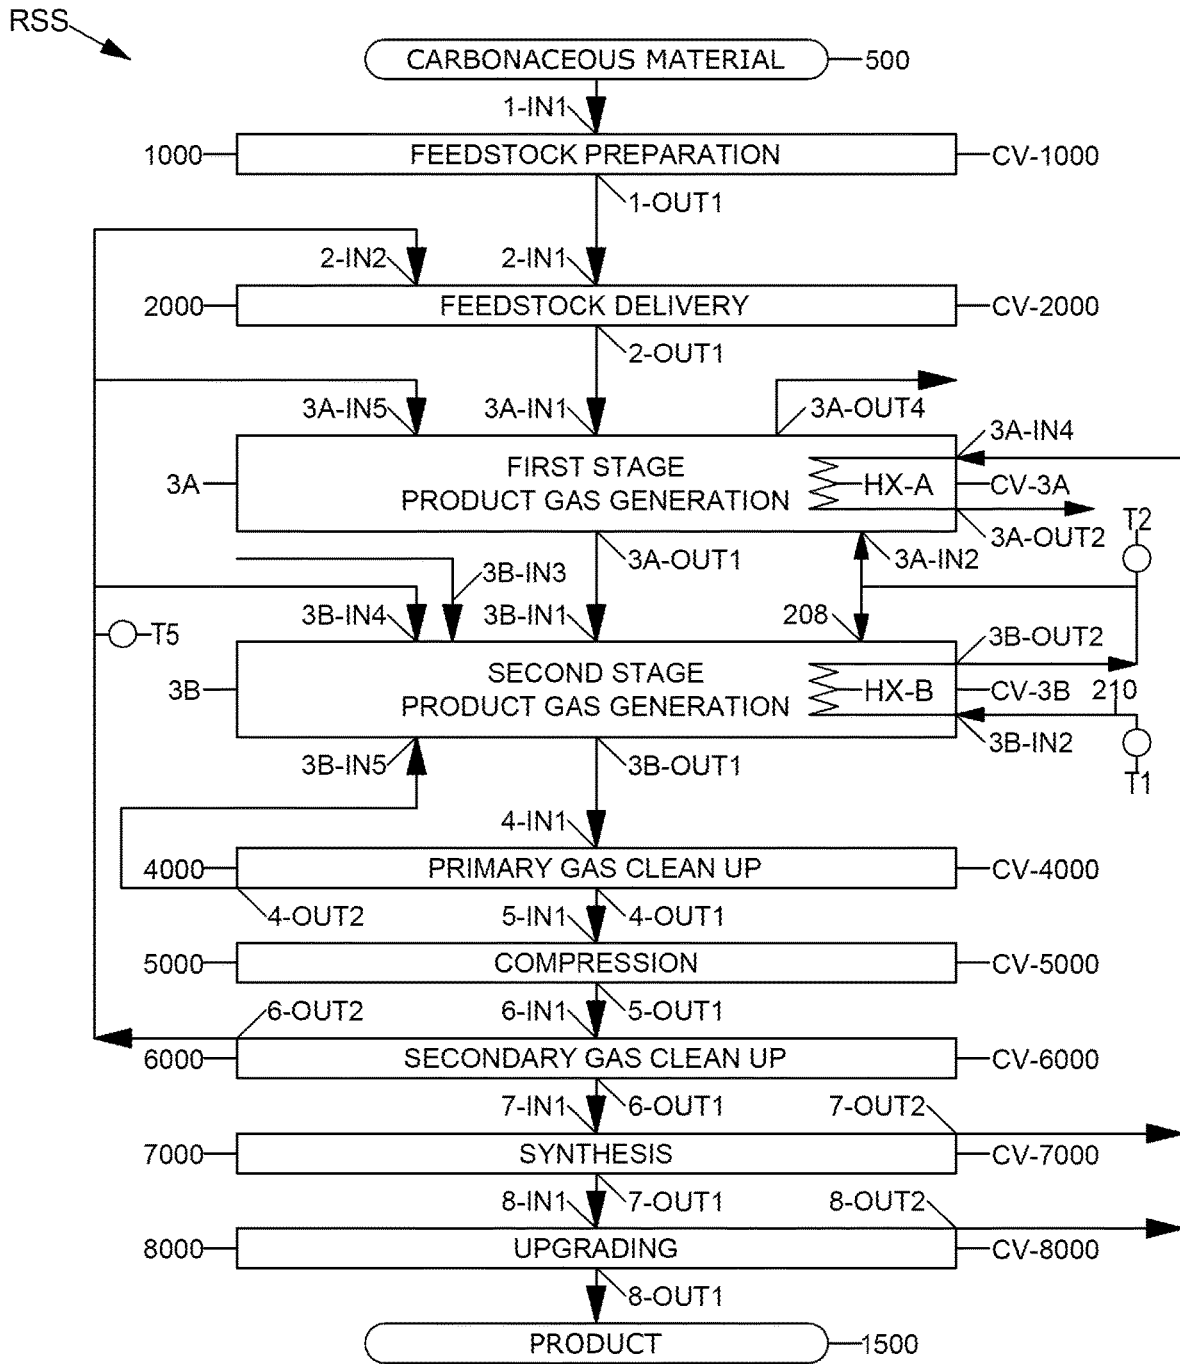 RSS
CARBONACEOUS MATERIAL 500
1-IN1
1000 FEEDSTOCK PREPARATION CV-1000
1-OUT1
2-IN2 2-IN1
2000 FEEDSTOCK DELIVERY CV-2000
2-OUT1
3A-IN5 3A-IN1 3A-OUT4
3A-IN4
3A FIRST STAGE
PRODUCT GAS GENERATION HX-A CV-3A
3A-OUT2 T2
3A-OUT1 3A-IN2
3B-IN3
3B-IN4 3B-IN1 208
T5
3B-OUT2
3B SECOND STAGE
PRODUCT GAS GENERATION HX-B CV-3B 210
3B-IN2
3B-IN5 3B-OUT1 T1
4-IN1
4000 PRIMARY GAS CLEAN UP CV-4000
4-OUT2 5-IN1 4-OUT1
5000 COMPRESSION CV-5000
6-OUT2 6-IN1 5-OUT1
6000 SECONDARY GAS CLEAN UP CV-6000
7-IN1 6-OUT1 7-OUT2
7000 SYNTHESIS CV-7000
8-IN1 7-OUT1 8-OUT2
8000 UPGRADING CV-8000
8-OUT1
PRODUCT 1500